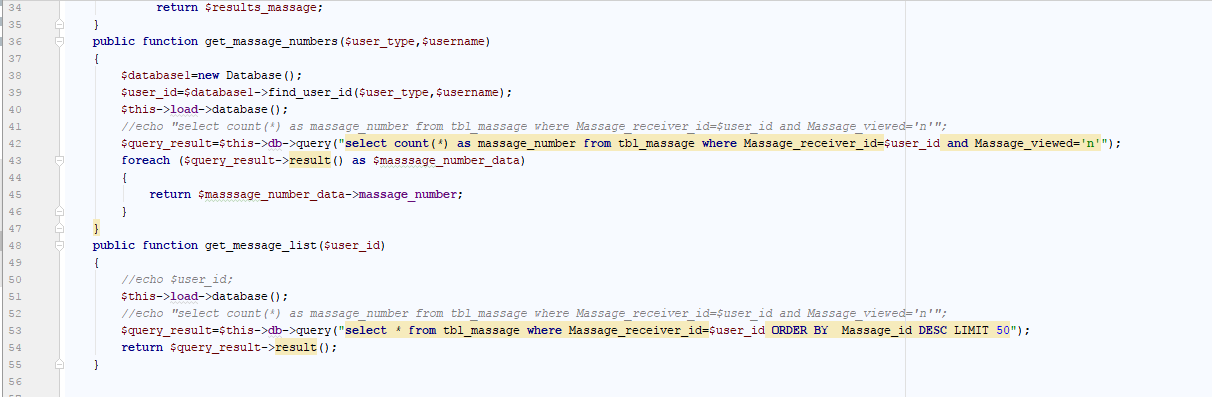 34 return $results_massage;
35 }
36 public function get_massage_numbers($user_type,$username)
37 {
38 $database1=new Database();
39 $user_id=$database1->find_user_id($user_type,$username);
40 $this->load->database();
41 //echo "select count(*) as massage_number from tbl_massage where Massage_receiver_id=$user_id and Massage_viewed='n'";
42 $query_result=$this->db->query("select count(*) as massage_number from tbl_massage where Massage_receiver_id=$user_id and Massage_viewed='n'");
43 foreach ($query_result->result() as $masssage_number_data)
44 {
45 return $masssage_number_data->massage_number;
46 }
47 }
48 public function get_message_list($user_id)
49 {
50 //echo $user_id;
51 $this->load->database();
52 //echo "select count(*) as massage_number from tbl_massage where Massage_receiver_id=$user_id and Massage_viewed='n'";
53 $query_result=$this->db->query("select * from tbl_massage where Massage_receiver_id=$user_id ORDER BY  Massage_id DESC LIMIT 50");
54 return $query_result->result();
55 }
56